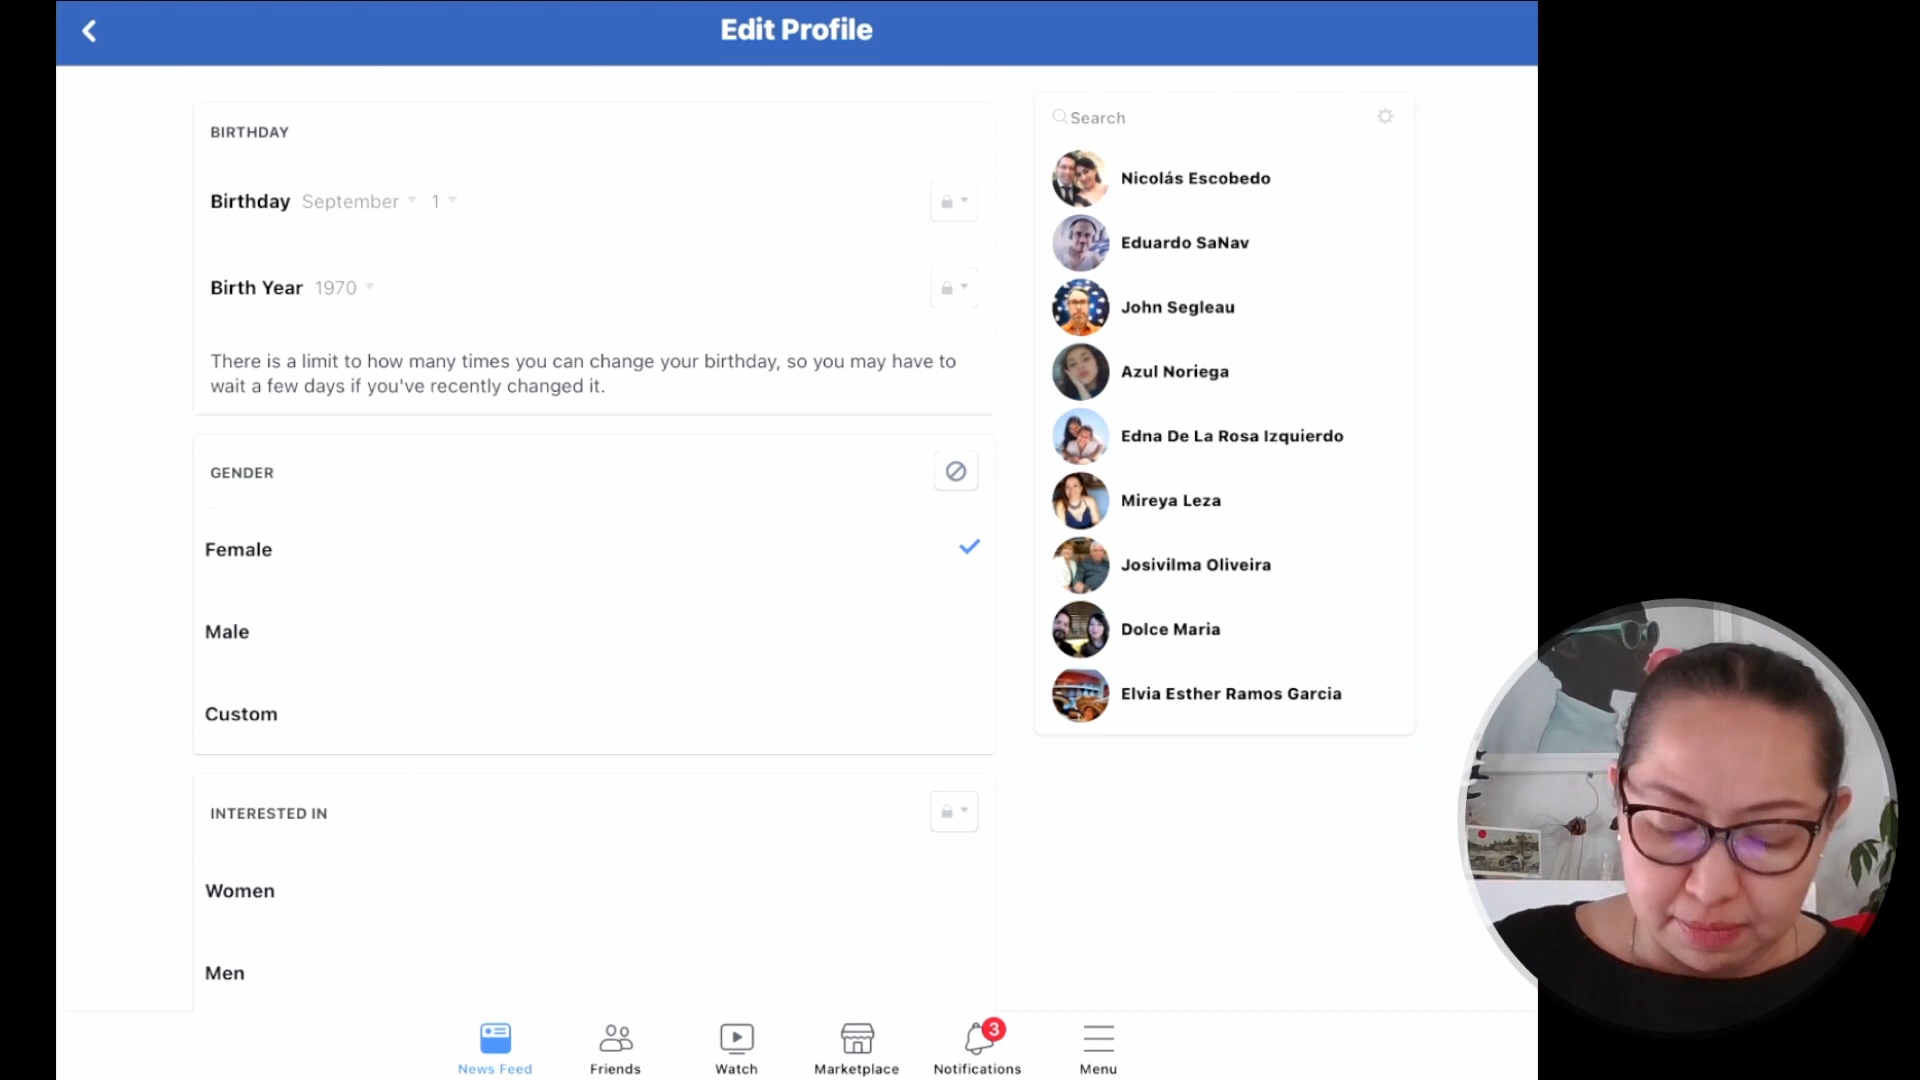 Edit Profile
BIRTHDAY
Birthday September 1
Birth Year 1970
There is a limit to how many times you can change your birthday, so you may have to
wait a few days if you've recently changed it.
GENDER
Female
Male
Custom
INTERESTED IN
Women
Men
Search
Nicolás Escobedo
Eduardo SaNav
John Segleau
Azul Noriega
Edna De La Rosa Izquierdo
Mireya Leza
Josivilma Oliveira
Dolce Maria
Elvia Esther Ramos Garcia
3
News Feed Friends Watch Marketplace Notifications Menu